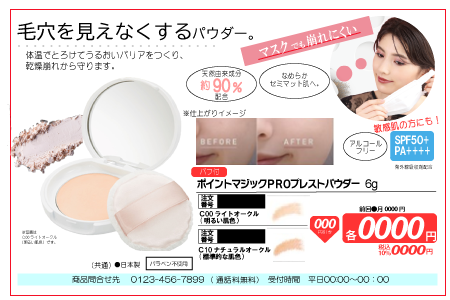 毛穴を見えなくするパウダー。
体温でとろけてうるおいバリアをつくり、
乾燥崩れから守ります。
マスクでも崩れにくい
天然由来成分
約90%
配合
なめらか
セミマット肌へ。
※仕上がりイメージ
BEFORE
AFTER
敏感肌の方にも!
アルコール
フリー
SPF50+
PA++++
パフ付
ポイントマジックPROプレストパウダー 6g
注文
番号
C00 ライトオークル
(明るい肌色)
注文
番号
C10 ナチュラルオークル
(標準的な肌色)
前回●月 0000円
000
各0000円
税込
10%0000円
(共通) ●日本製
パラベン不使用
商品問合せ先 0123-456-7899 (通話料無料) 受付時間 平日00:00~00:00